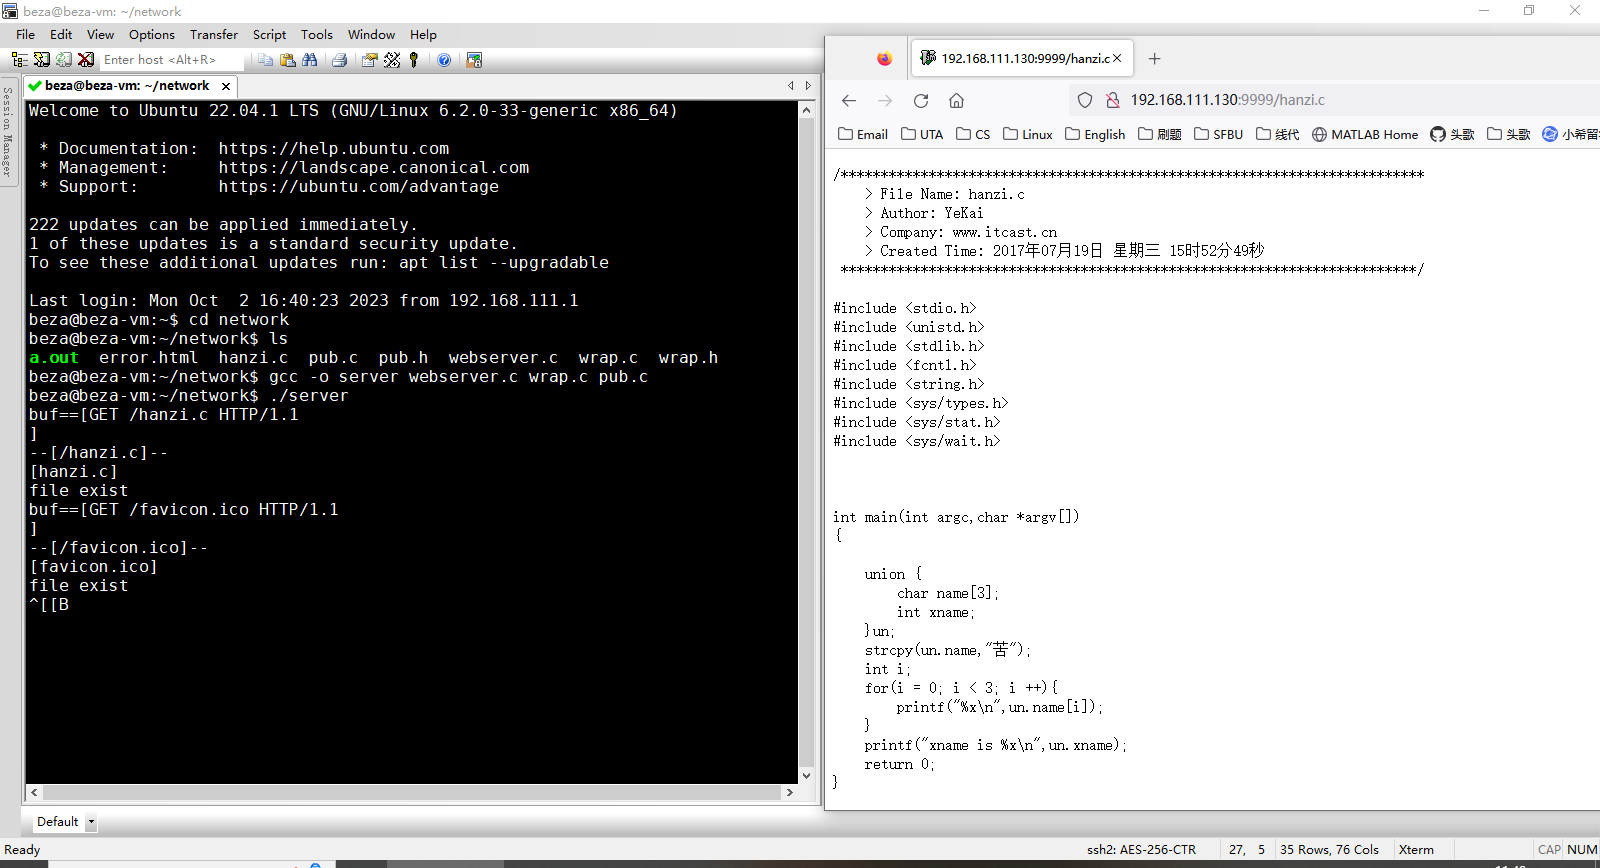 beza@beza-vm: ~/network
File Edit View Options Transfer Script Tools Window Help
Enter host <Alt+R>
Session Manager
beza@beza-vm: ~/network
Welcome to Ubuntu 22.04.1 LTS (GNU/Linux 6.2.0-33-generic x86_64)
* Documentation: https://help.ubuntu.com
* Management: https://landscape.canonical.com
* Support: https://ubuntu.com/advantage
222 updates can be applied immediately.
1 of these updates is a standard security update.
To see these additional updates run: apt list --upgradable
Last login: Mon Oct  2 16:40:23 2023 from 192.168.111.1
beza@beza-vm:~$ cd network
beza@beza-vm:~/network$ ls
a.out  error.html  hanzi.c  pub.c  pub.h  webserver.c  wrap.c  wrap.h
beza@beza-vm:~/network$ gcc -o server webserver.c wrap.c pub.c
beza@beza-vm:~/network$ ./server
buf==[GET /hanzi.c HTTP/1.1
]
--[/hanzi.c]--
[hanzi.c]
file exist
buf==[GET /favicon.ico HTTP/1.1
]
--[/favicon.ico]--
[favicon.ico]
file exist
^[[B
Default
Ready
ssh2: AES-256-CTR 27, 5 35 Rows, 76 Cols Xterm CAP NUM
192.168.111.130:9999/hanzi.c
192.168.111.130:9999/hanzi.c
Email UTA CS Linux English 刷题 SFBU 线代 MATLAB Home 头歌 头歌 小希留
/*************************************************************************
> File Name: hanzi.c
> Author: YeKai
> Company: www.itcast.cn
> Created Time: 2017年07月19日 星期三 15时52分49秒
************************************************************************/
#include <stdio.h>
#include <unistd.h>
#include <stdlib.h>
#include <fcntl.h>
#include <string.h>
#include <sys/types.h>
#include <sys/stat.h>
#include <sys/wait.h>
int main(int argc,char *argv[])
{
union {
char name[3];
int xname;
}un;
strcpy(un.name,"苦");
int i;
for(i = 0; i < 3; i ++){
printf("%x\n",un.name[i]);
}
printf("xname is %x\n",un.xname);
return 0;
}